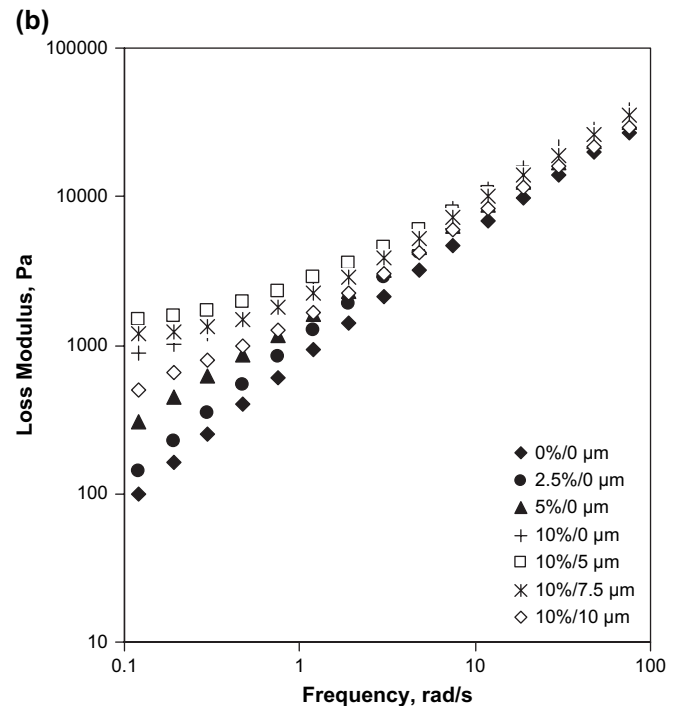 (b)
100000
10000
1000
100
10
0.1
1
10
100
Loss Modulus, Pa
Frequency, rad/s
0%/0 µm
2.5%/0 µm
5%/0 µm
10%/0 µm
10%/5 µm
10%/7.5 µm
10%/10 µm